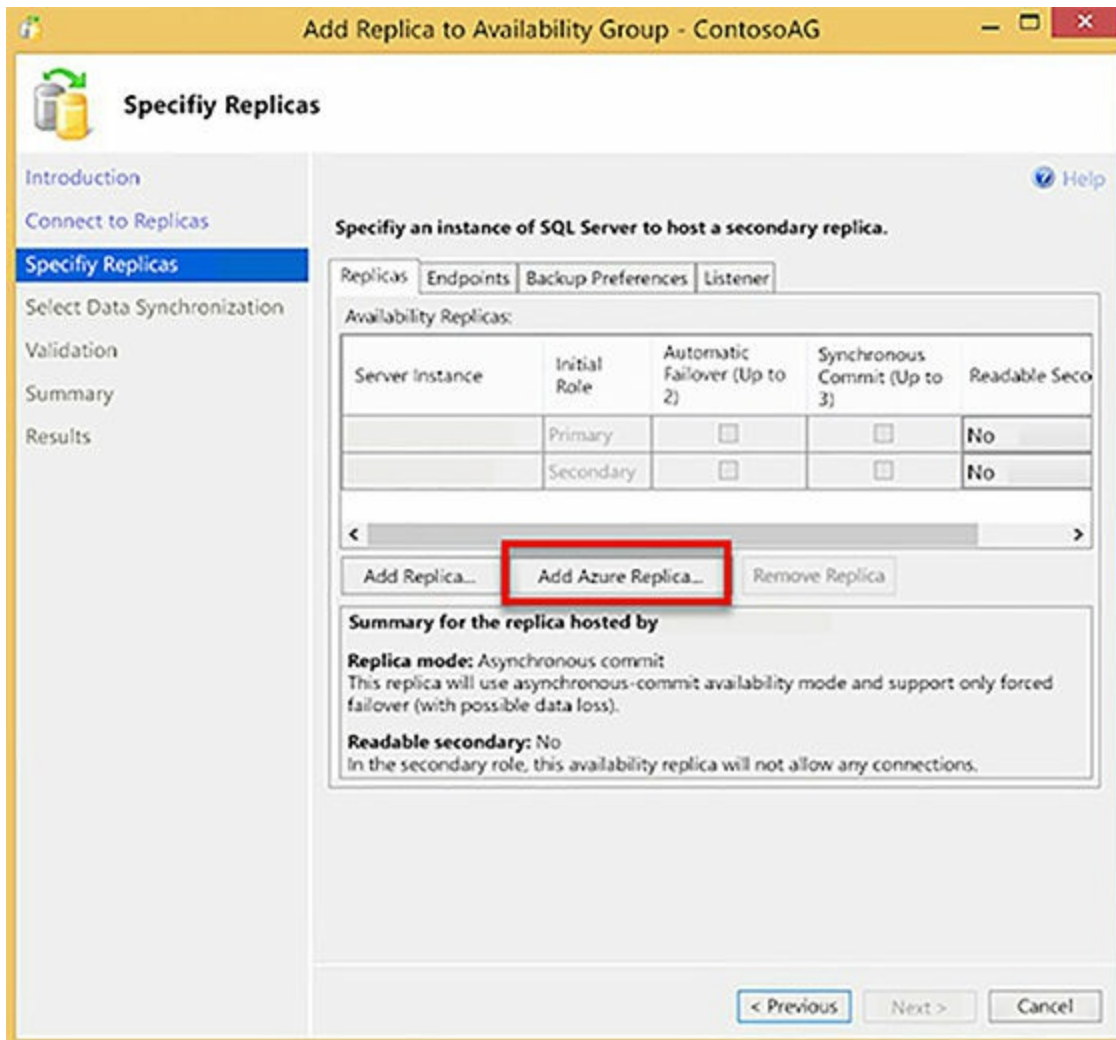 Add Replica to Availability Group - ContosoAG
Specifiy Replicas
Introduction
Connect to Replicas
Specifiy Replicas
Select Data Synchronization
Validation
Summary
Results
Help
Specifiy an instance of SQL Server to host a secondary replica.
Replicas Endpoints Backup Preferences Listener
Availability Replicas:
Server Instance
Initial
Role
Automatic
Failover (Up to
2)
Synchronous
Commit (Up to
3)
Readable Seco
Primary No
Secondary No
Add Replica... Add Azure Replica... Remove Replica
Summary for the replica hosted by
Replica mode: Asynchronous commit
This replica will use asynchronous-commit availability mode and support only forced
failover (with possible data loss).
Readable secondary: No
In the secondary role, this availability replica will not allow any connections.
< Previous Next > Cancel